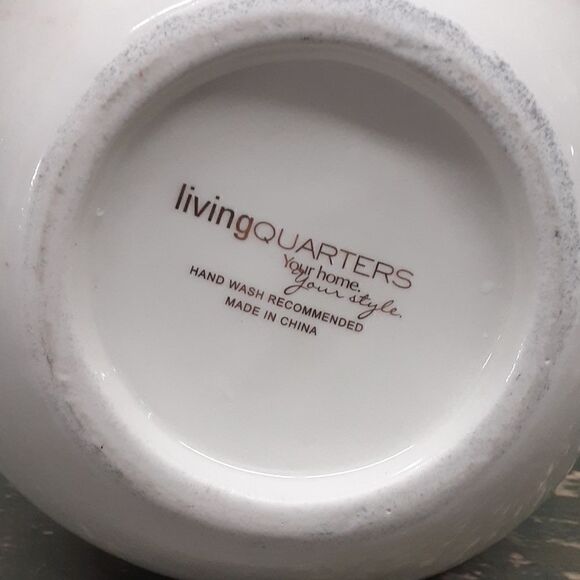 livingQUARTERS
Your home.
Your style.
HAND WASH RECOMMENDED
MADE IN CHINA